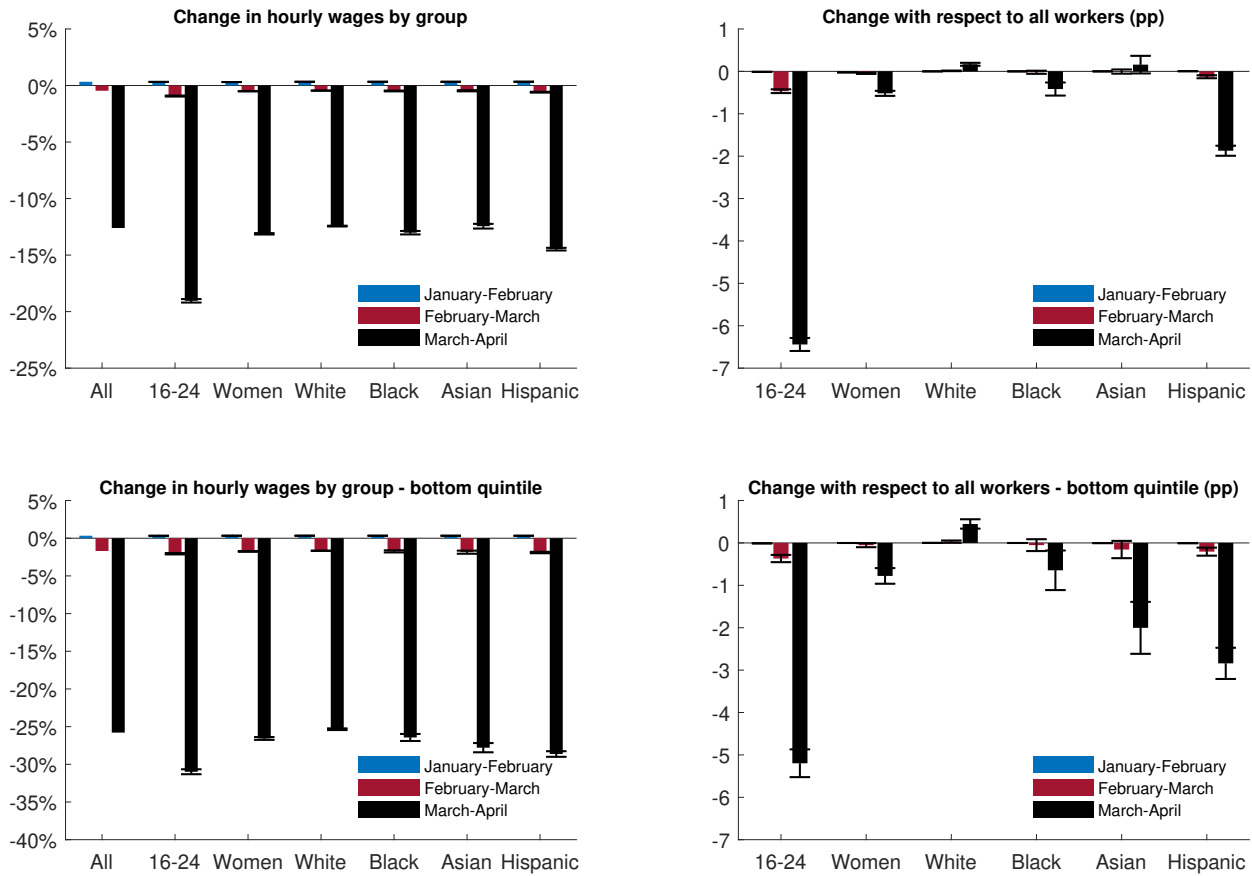 Change in hourly wages by group
5%
0%
-5%
-10%
-15%
-20%
-25%
January-February
February-March
March-April
All 16-24 Women White Black Asian Hispanic
Change with respect to all workers (pp)
1
0
-1
-2
-3
-4
-5
-6
-7
January-February
February-March
March-April
16-24 Women White Black Asian Hispanic
Change in hourly wages by group - bottom quintile
5%
0%
-5%
-10%
-15%
-20%
-25%
-30%
-35%
-40%
January-February
February-March
March-April
All 16-24 Women White Black Asian Hispanic
Change with respect to all workers - bottom quintile (pp)
1
0
-1
-2
-3
-4
-5
-6
-7
January-February
February-March
March-April
16-24 Women White Black Asian Hispanic